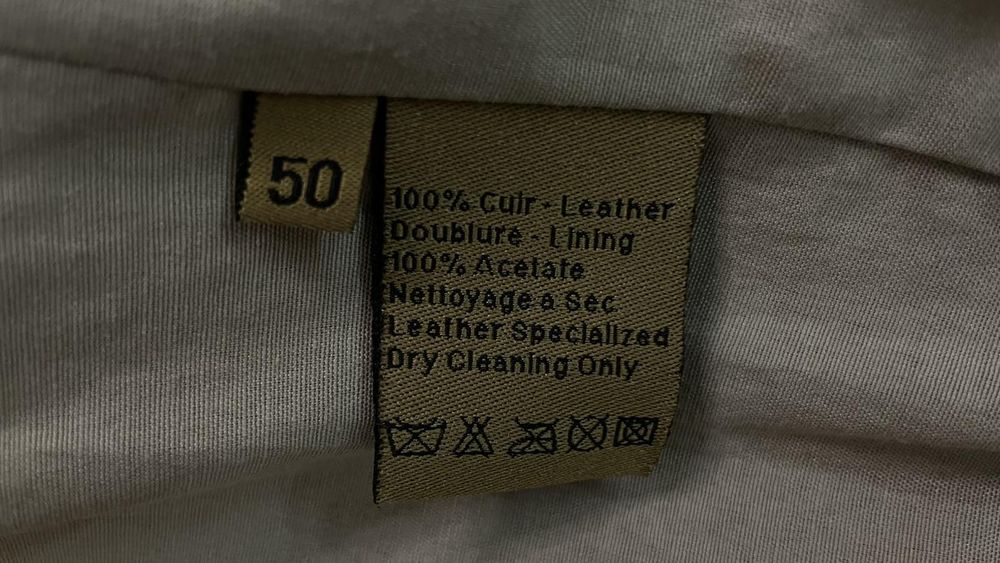 50
100% Cuir - Leather
Doublure - Lining
100% Acetate
Nettoyage a Sec
Leather Specialized
Dry Cleaning Only